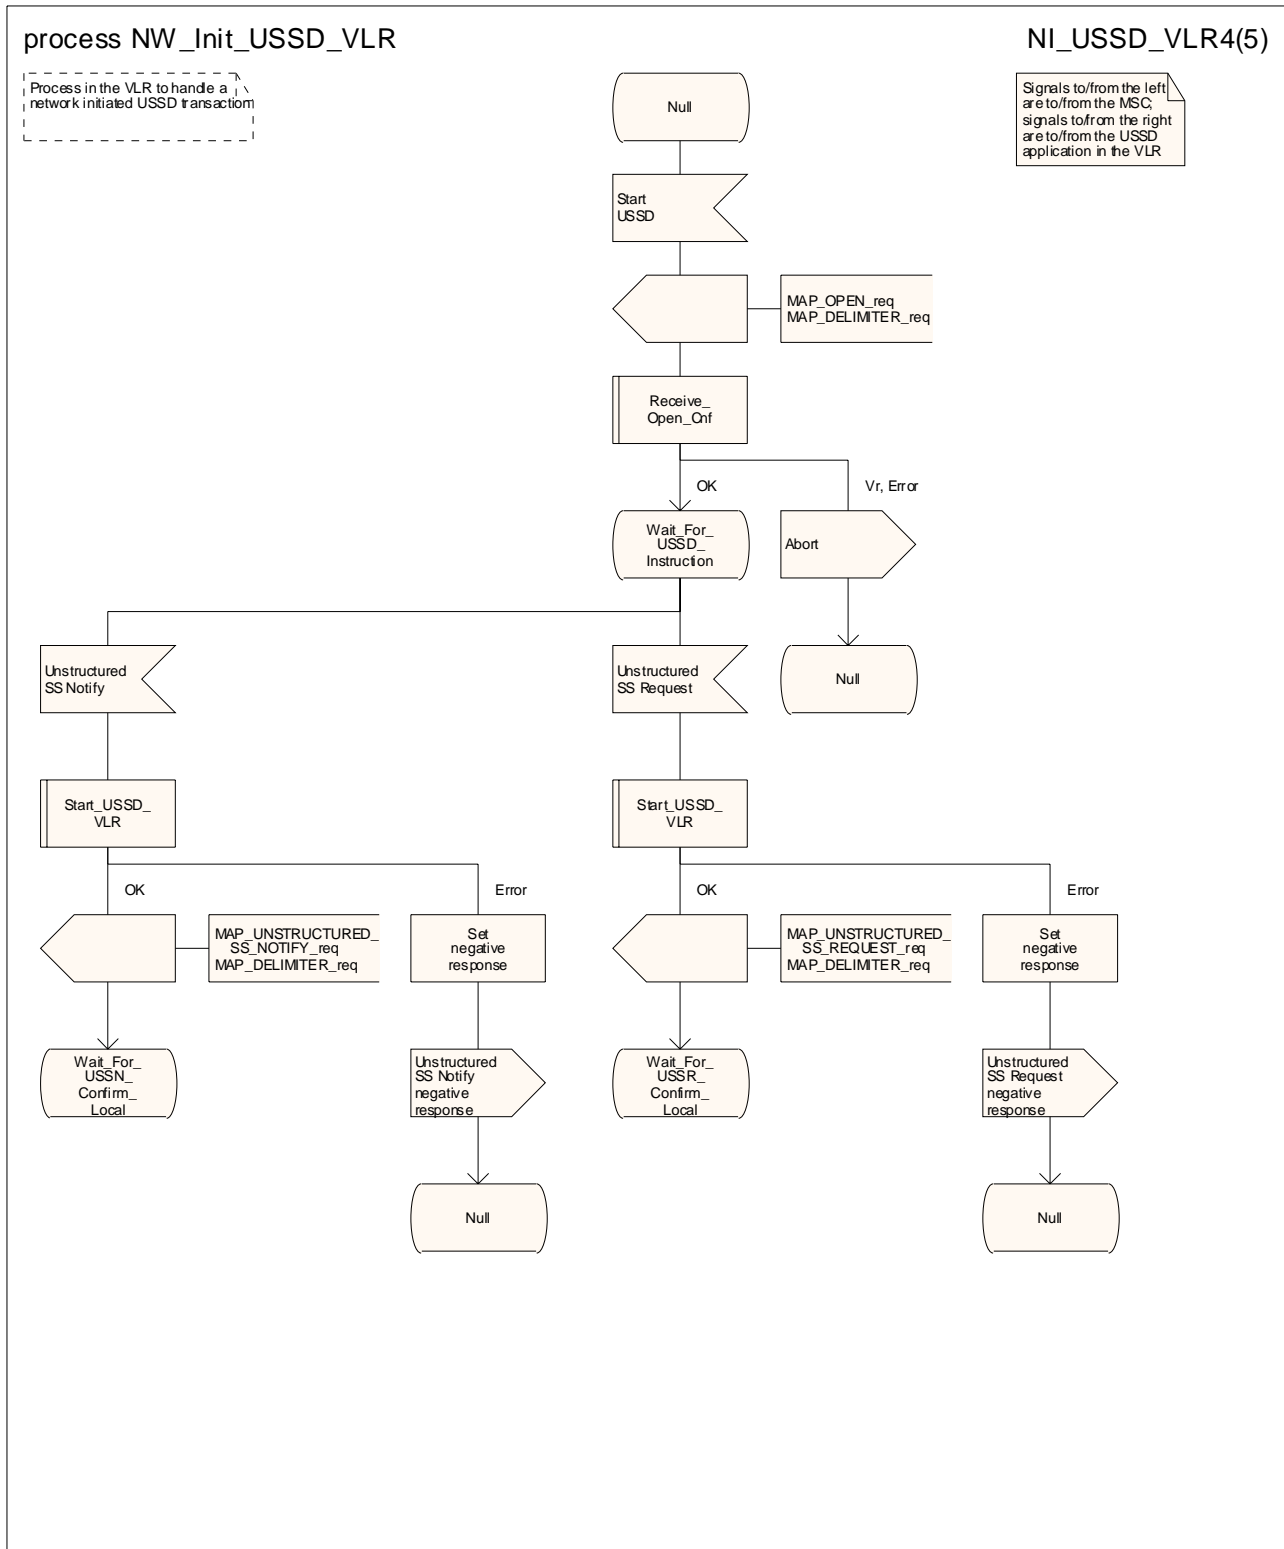 process NW_Init_USSD_VLR
NI_USSD_VLR4(5)
Process in the VLR to handle a
network initiated USSD transaction
Signals to/from the left
are to/from the MSC;
signals to/from the right
are to/from the USSD
application in the VLR
Null
Start
USSD
MAP_OPEN_req
MAP_DELIMITER_req
Receive_
Open_Cnf
OK
Vr, Error
Wait_For_
USSD_
Instruction
Abort
Unstructured
SS Notify
Unstructured
SS Request
Null
Start_USSD_
VLR
Start_USSD_
VLR
OK
Error
OK
Error
MAP_UNSTRUCTURED_
SS_NOTIFY_req
MAP_DELIMITER_req
Set
negative
response
MAP_UNSTRUCTURED_
SS_REQUEST_req
MAP_DELIMITER_req
Set
negative
response
Wait_For_
USSN_
Confirm_
Local
Unstructured
SS Notify
negative
response
Wait_For_
USSR_
Confirm_
Local
Unstructured
SS Request
negative
response
Null
Null